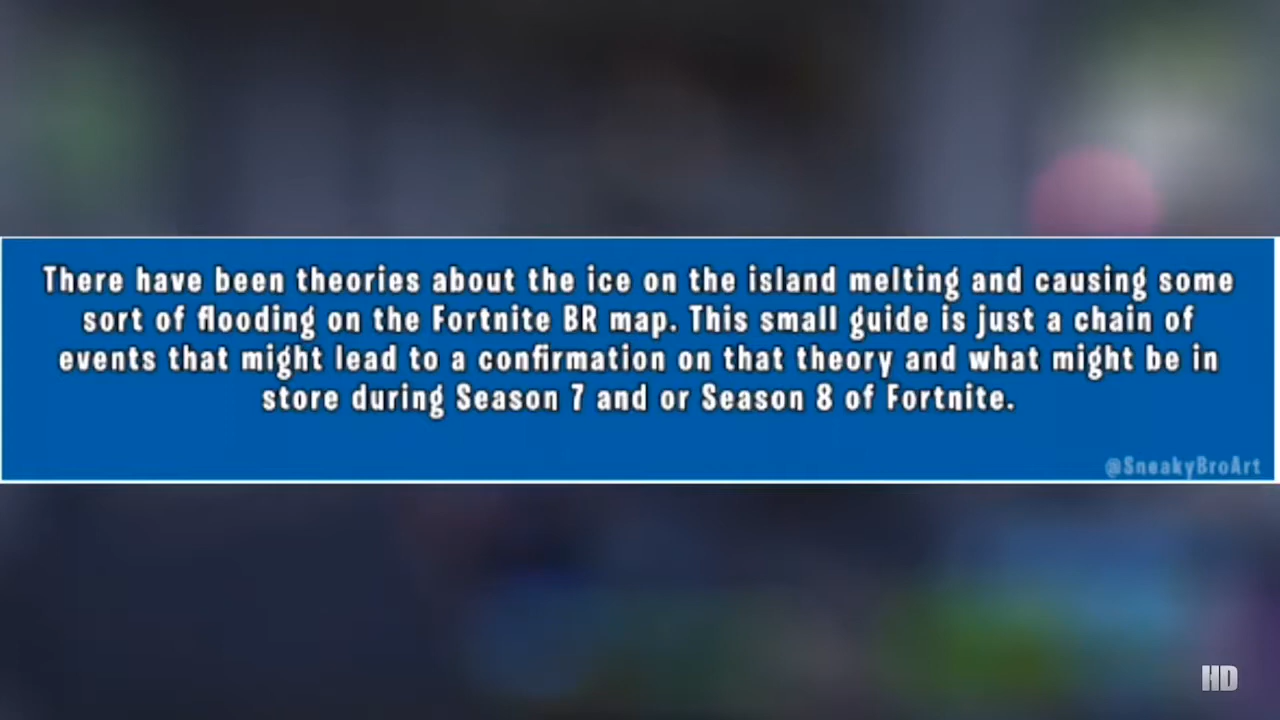 There have been theories about the ice on the island melting and causing some
sort of flooding on the Fortnite BR map. This small guide is just a chain of
events that might lead to a confirmation on that theory and what might be in
store during Season 7 and or Season 8 of Fortnite.
@SneakyBroArt
HD